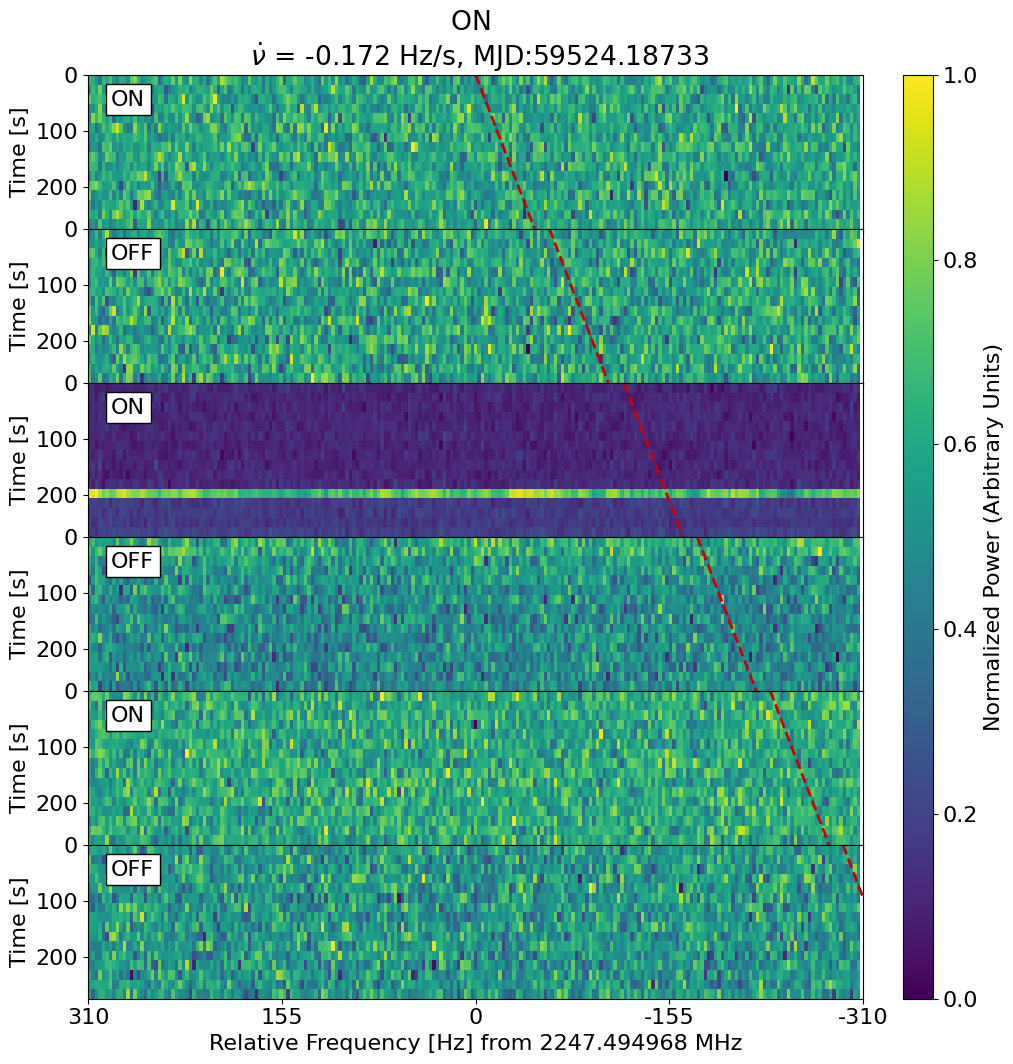 ON
ν̇ = -0.172 Hz/s, MJD:59524.18733
0
ON
100
Time [s]
200
0
OFF
100
Time [s]
200
0
ON
100
Time [s]
200
0
OFF
100
Time [s]
200
0
ON
100
Time [s]
200
0
OFF
100
Time [s]
200
310 155 0 -155 -310
Relative Frequency [Hz] from 2247.494968 MHz
1.0
0.8
0.6
0.4
0.2
0.0
Normalized Power (Arbitrary Units)